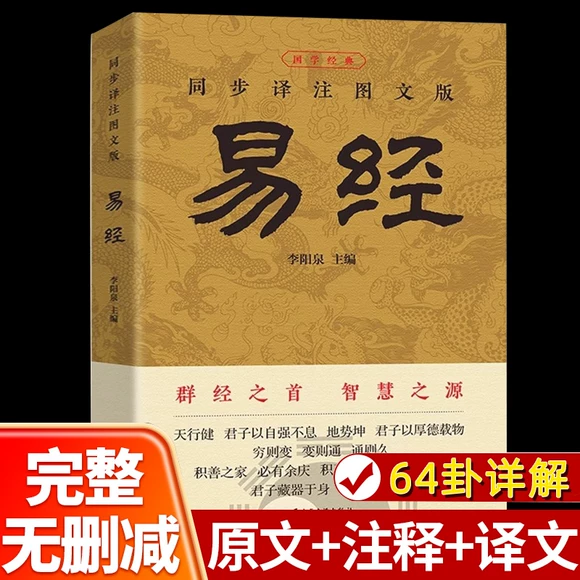 国学经典
同步译注图文版
易经
李阳泉 主编
同步译注图文版
易经
李阳泉 主编
群经之首 智慧之源
天行健 君子以自强不息 地势坤 君子以厚德载物
穷则变 变则通 通则久
积善之家 必有余庆 积
君子藏器于身
64卦详解
完整
无删减
原文+注释+译文